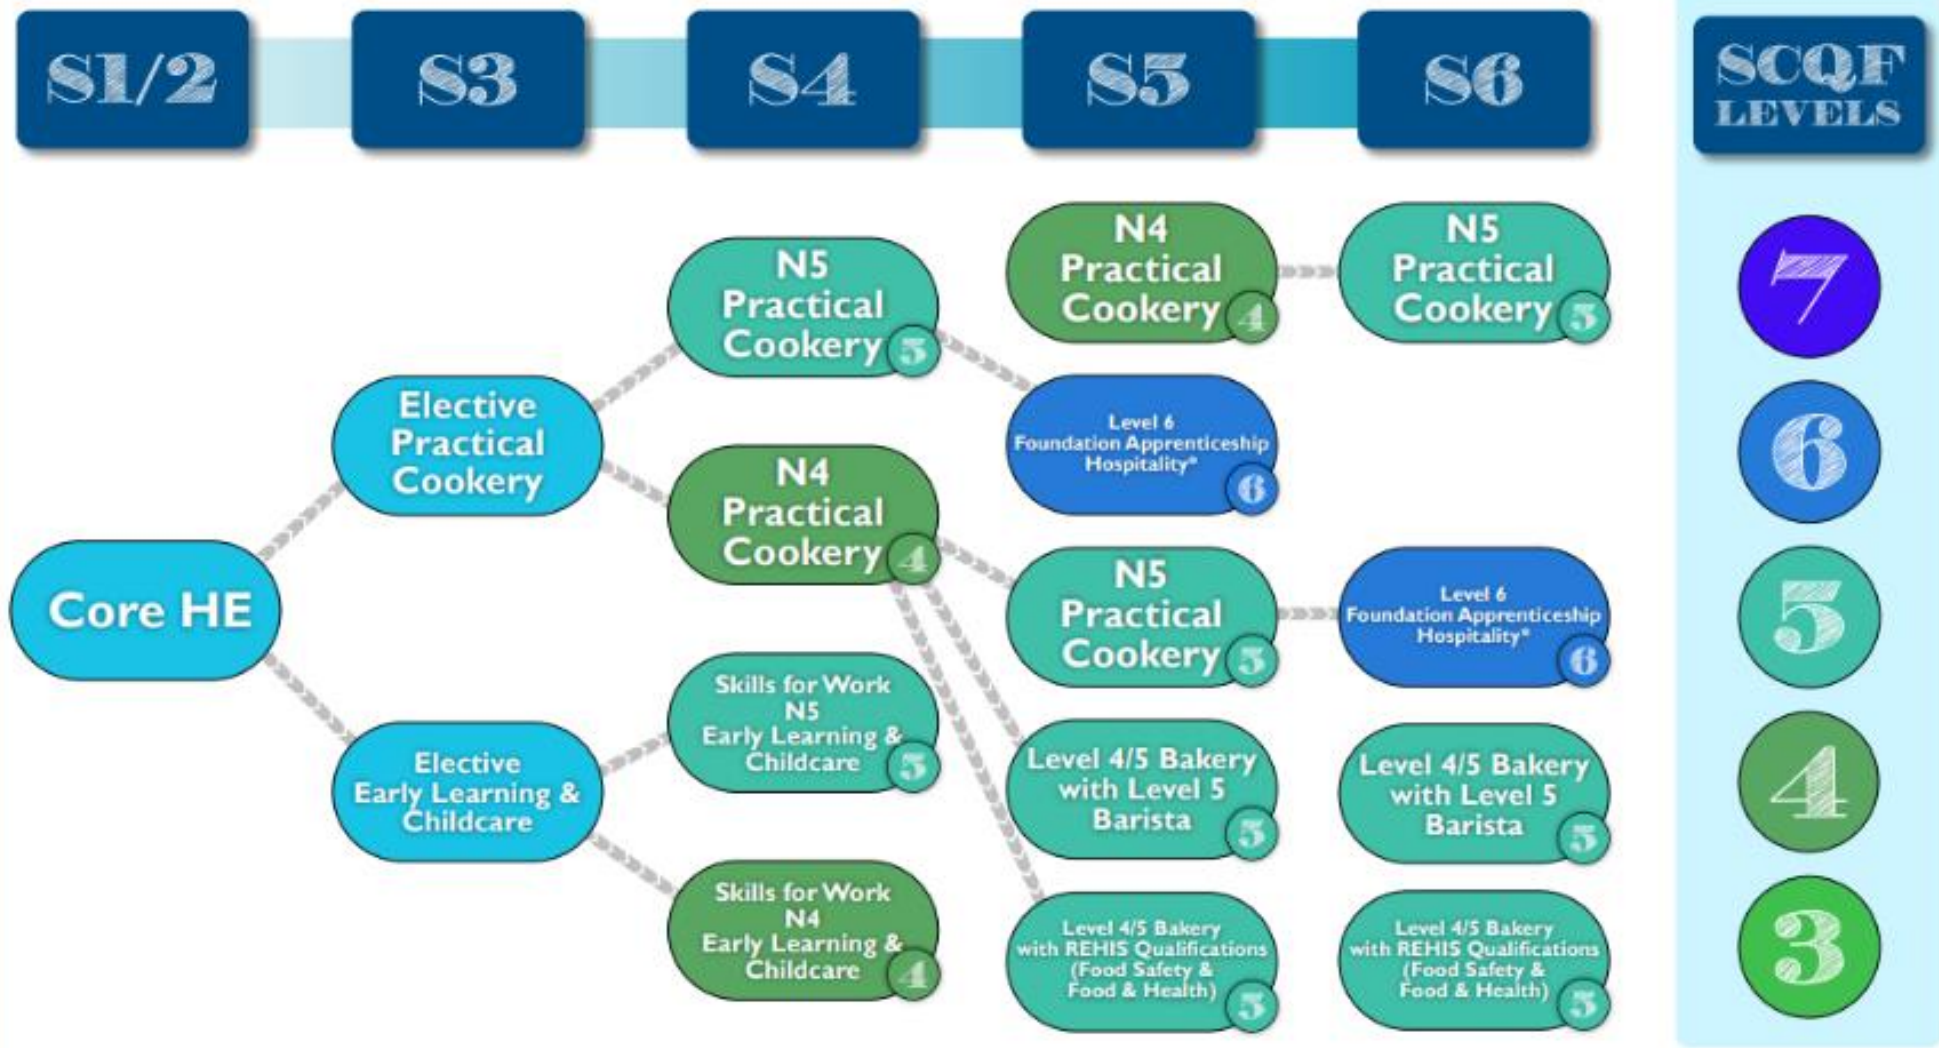 S1/2
S3
S4
S5
S6
SCQF
LEVELS
Core HE
Elective
Practical
Cookery
Elective
Early Learning &
Childcare
N5
Practical
Cookery
5
N4
Practical
Cookery
4
Skills for Work
N5
Early Learning &
Childcare
5
Skills for Work
N4
Early Learning &
Childcare
4
N4
Practical
Cookery
4
Level 6
Foundation Apprenticeship
Hospitality*
6
N5
Practical
Cookery
5
Level 4/5 Bakery
with Level 5
Barista
5
Level 4/5 Bakery
with REHIS Qualifications
(Food Safety &
Food & Health)
5
N5
Practical
Cookery
5
Level 6
Foundation Apprenticeship
Hospitality*
6
Level 4/5 Bakery
with Level 5
Barista
5
Level 4/5 Bakery
with REHIS Qualifications
(Food Safety &
Food & Health)
5
7
6
5
4
3